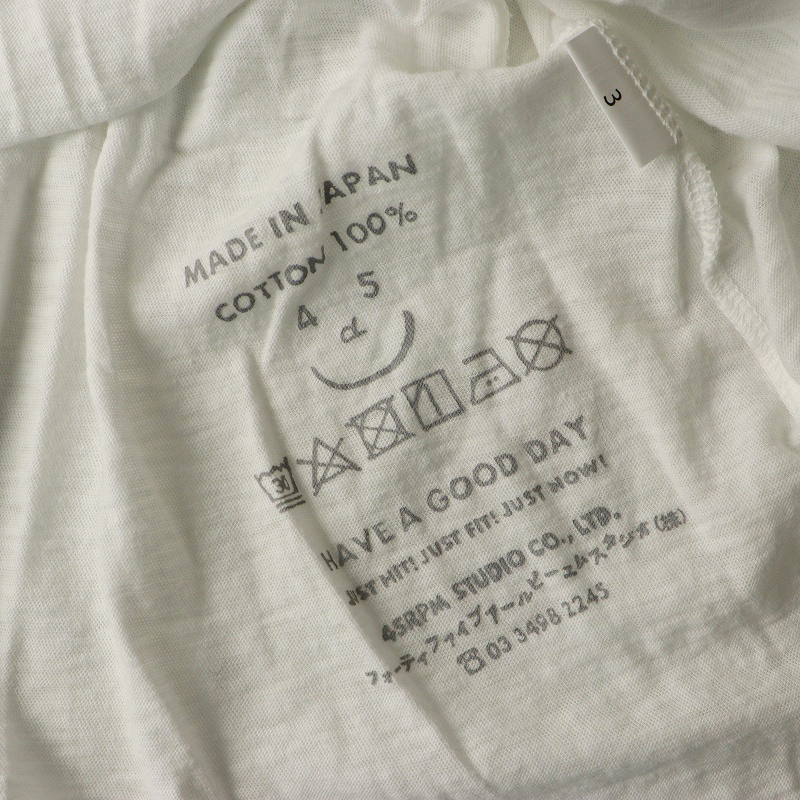 3
MADE IN JAPAN
COTTON 100%
45
R
30
HAVE A GOOD DAY
JUST HIT! JUST FIT! JUST NOW!
45RPM STUDIO CO., LTD.
フォーティファイブアールピーエムスタジオ(株)
☎03 3498 2245